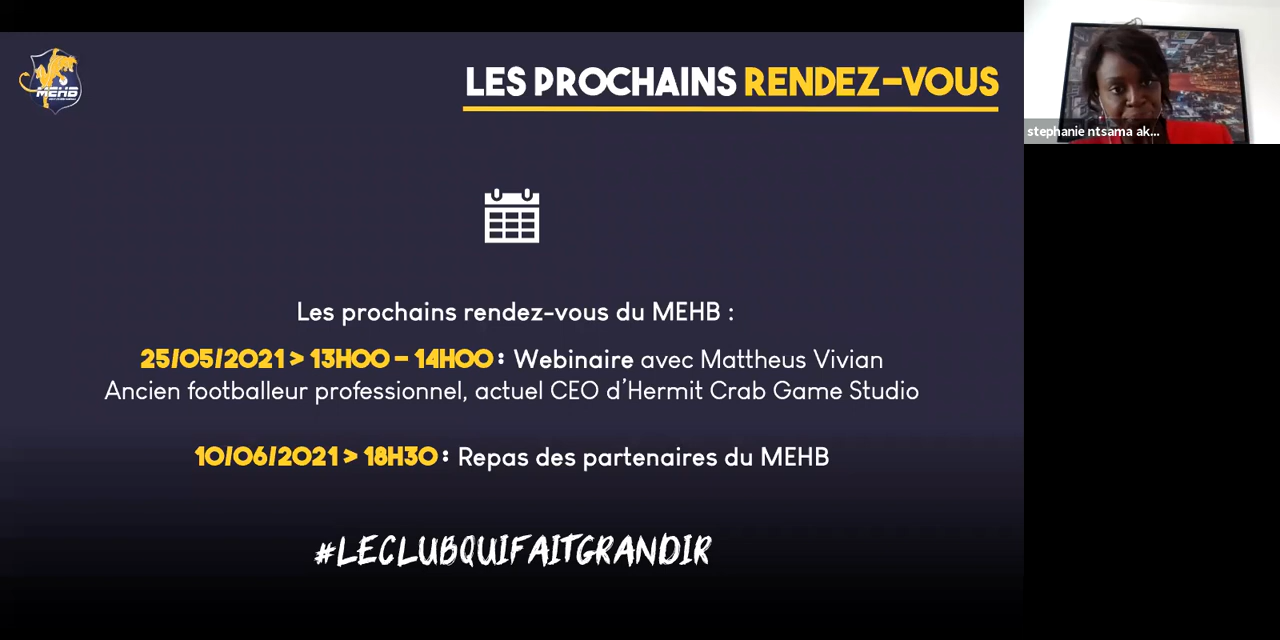 MEHB
LES PROCHAINS RENDEZ-VOUS
stephanie ntsama ak...
Les prochains rendez-vous du MEHB :
25/05/2021 > 13H00 - 14H00 : Webinaire avec Mattheus Vivian
Ancien footballeur professionnel, actuel CEO d'Hermit Crab Game Studio
10/06/2021 > 18H30 : Repas des partenaires du MEHB
#LECLUBQUIFAITGRANDIR